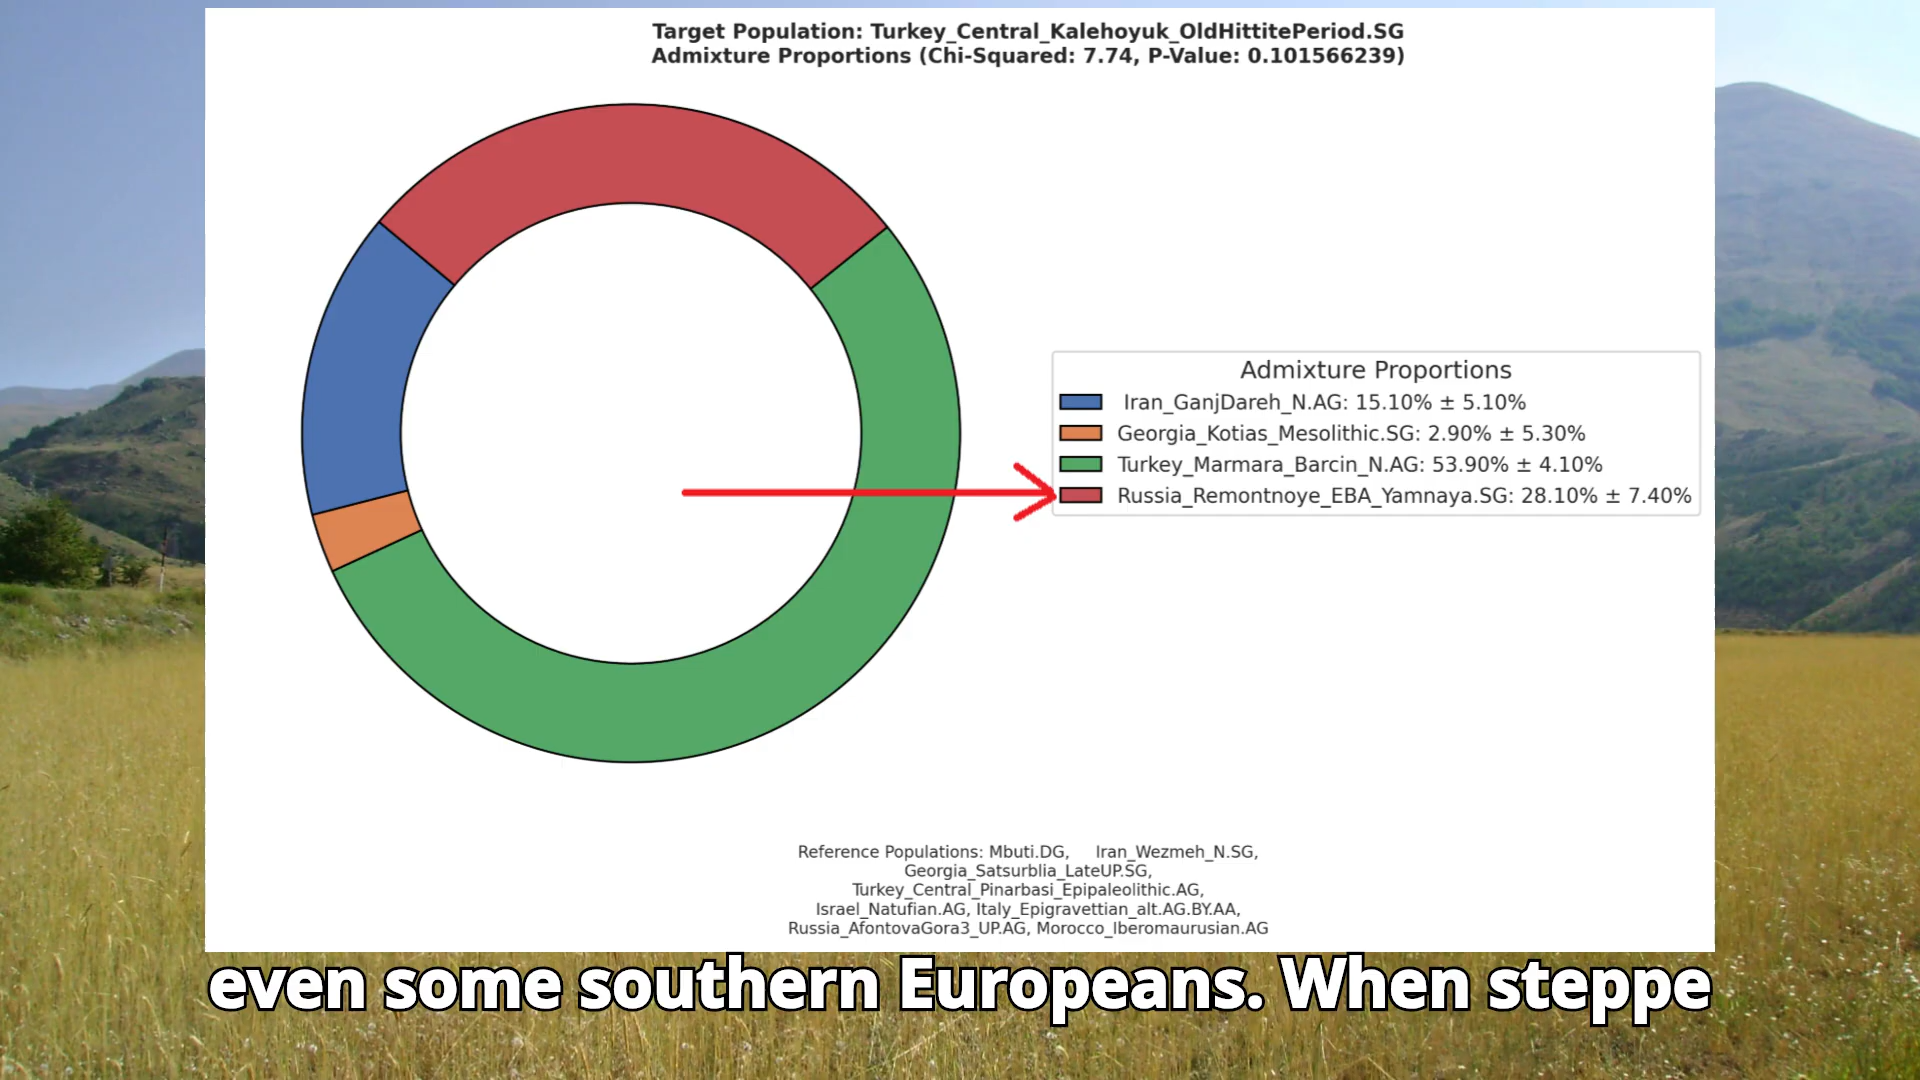 Target Population: Turkey_Central_Kalehoyuk_OldHittitePeriod.SG
Admixture Proportions (Chi-Squared: 7.74, P-Value: 0.101566239)
Admixture Proportions
Iran_GanjDareh_N.AG: 15.10% ± 5.10%
Georgia_Kotias_Mesolithic.SG: 2.90% ± 5.30%
Turkey_Marmara_Barcin_N.AG: 53.90% ± 4.10%
Russia_Remontnoye_EBA_Yamnaya.SG: 28.10% ± 7.40%
Reference Populations: Mbuti.DG, Iran_Wezmeh_N.SG,
Georgia_Satsurblia_LateUP.SG,
Turkey_Central_Pinarbasi_Epipaleolithic.AG,
Israel_Natufian.AG, Italy_Epigravettian_alt.AG.BY.AA,
Russia_AfontovaGora3_UP.AG, Morocco_Iberomaurusian.AG
even some southern Europeans. When steppe